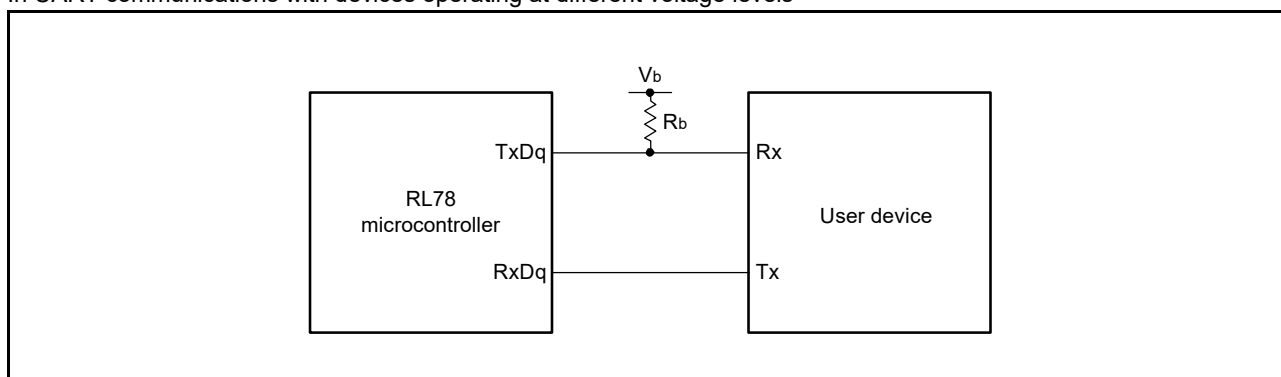 in UART communications with devices operating at different voltage levels
Vb
Rb
TxDq
Rx
RL78
microcontroller
User device
RxDq
Tx